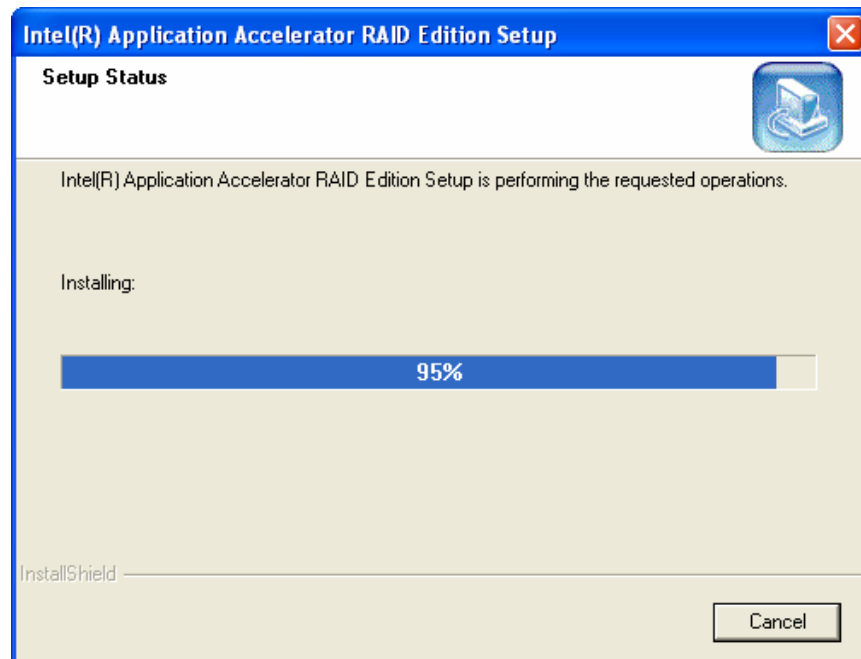 Intel(R) Application Accelerator RAID Edition Setup
Setup Status
Intel(R) Application Accelerator RAID Edition Setup is performing the requested operations.
Installing:
95%
InstallShield
Cancel